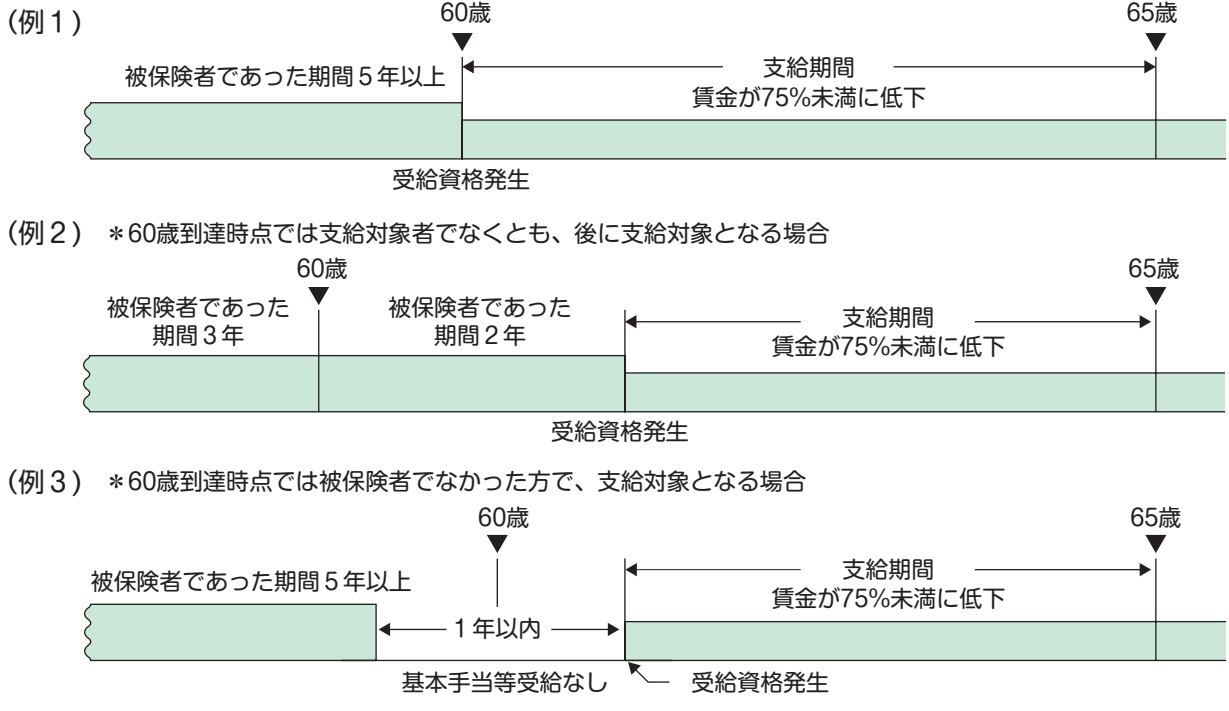 (例1)
60歳
65歳
被保険者であった期間5年以上
支給期間
賃金が75%未満に低下
受給資格発生
(例2) *60歳到達時点では支給対象者でなくとも、後に支給対象となる場合
60歳
65歳
被保険者であった
期間3年
被保険者であった
期間2年
支給期間
賃金が75%未満に低下
受給資格発生
(例3) *60歳到達時点では被保険者でなかった方で、支給対象となる場合
60歳
65歳
被保険者であった期間5年以上
支給期間
賃金が75%未満に低下
1年以内
基本手当等受給なし
受給資格発生